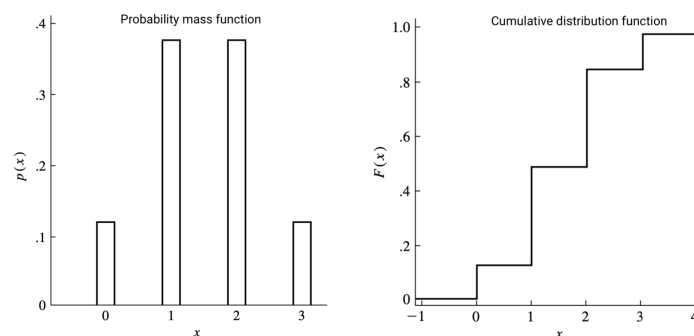 Probability mass function
.4
.3
.2
.1
0
p(x)
0 1 2 3
x
Cumulative distribution function
1.0
.8
.6
.4
.2
0
F(x)
−1 0 1 2 3 4
x